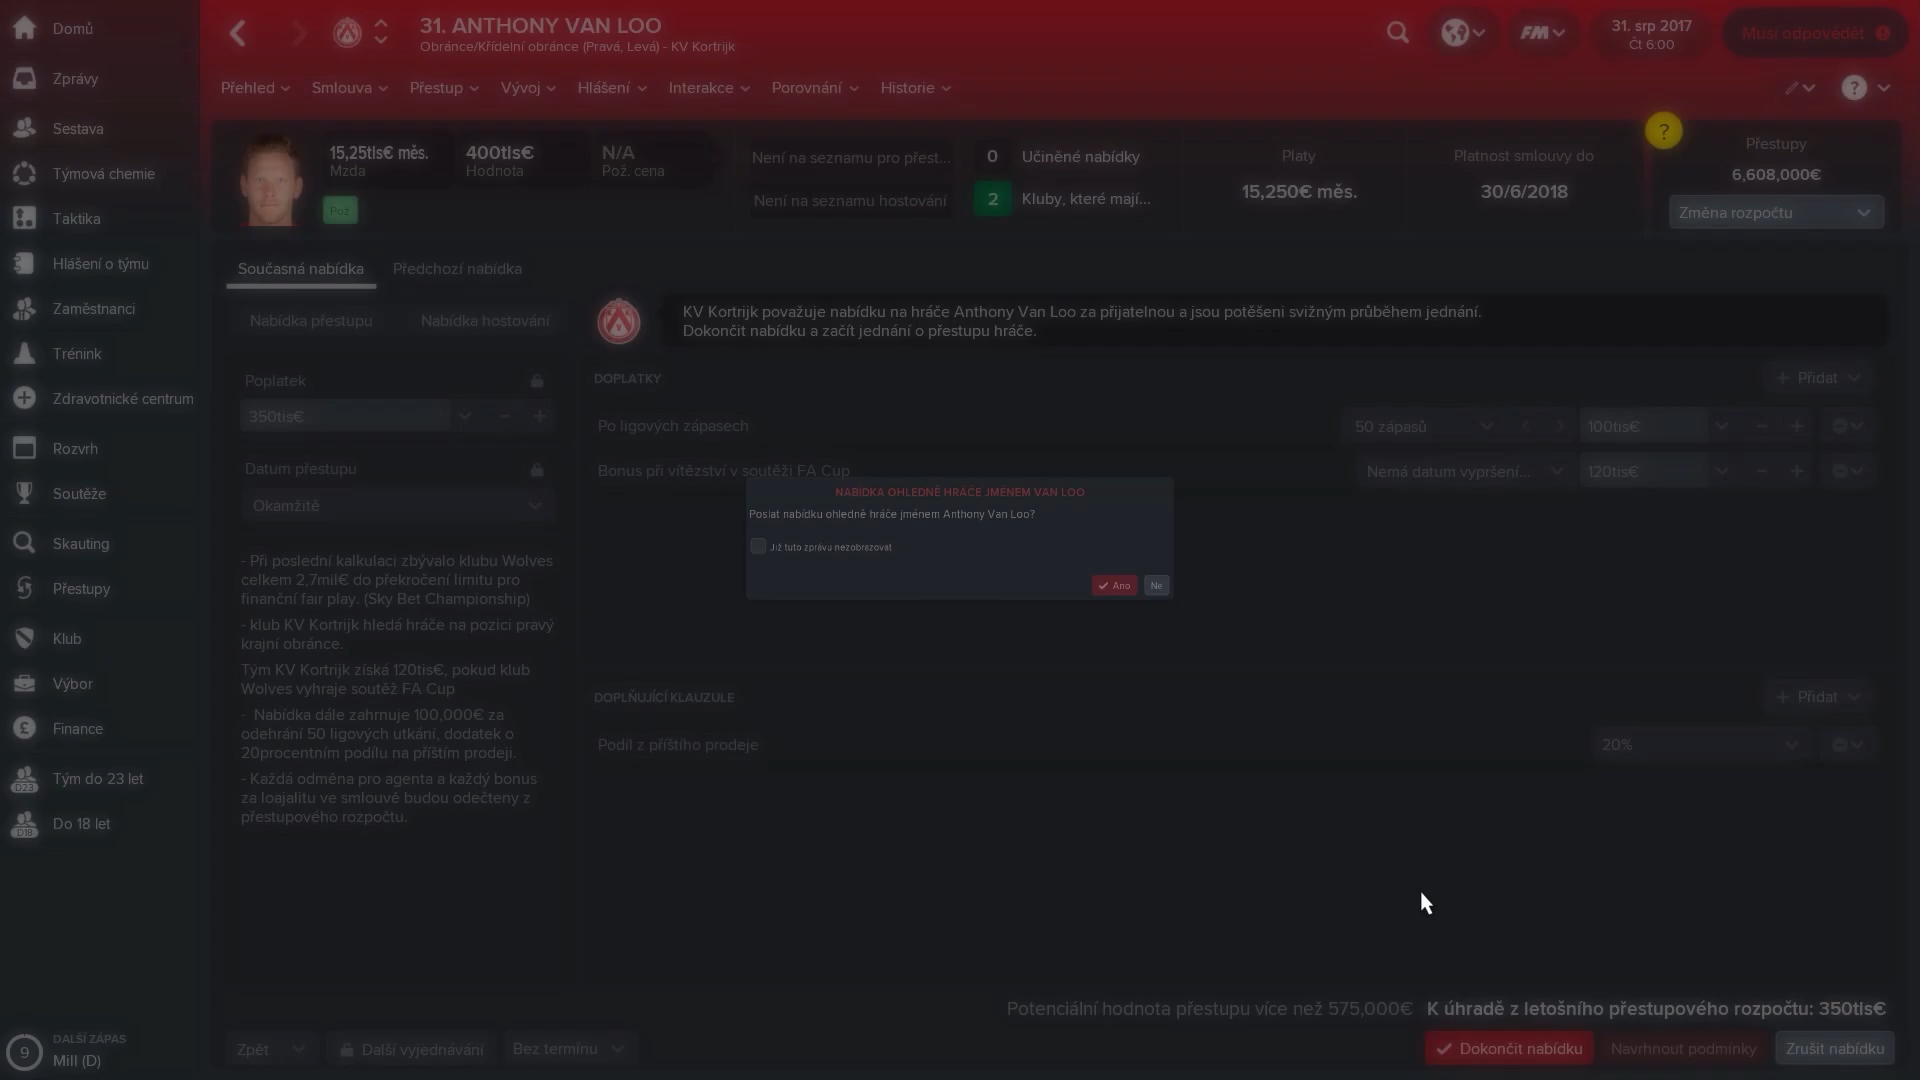 Domů
Zprávy
Sestava
Týmová chemie
Taktika
Hlášení o týmu
Zaměstnanci
Trénink
Zdravotnické centrum
Rozvrh
Soutěže
Skauting
Přestupy
Klub
Výbor
Finance
Tým do 23 let
Do 18 let
9
DALŠÍ ZÁPAS
Mill (D)
31. ANTHONY VAN LOO
Obránce/Křídelní obránce (Pravá, Levá) - KV Kortrijk
FM
31. srp 2017
Čt 6:00
Musí odpovědět
Přehled
Smlouva
Přestup
Vývoj
Hlášení
Interakce
Porovnání
Historie
15,25tis€ měs.
Mzda
400tis€
Hodnota
N/A
Pož. cena
Pož
Není na seznamu pro přest...
Není na seznamu hostování
0 Učiněné nabídky
2 Kluby, které mají...
Platy
15,250€ měs.
Platnost smlouvy do
30/6/2018
?
Přestupy
6,608,000€
Změna rozpočtu
Současná nabídka
Předchozí nabídka
Nabídka přestupu
Nabídka hostování
KV Kortrijk považuje nabídku na hráče Anthony Van Loo za přijatelnou a jsou potěšeni svižným průběhem jednání.
Dokončit nabídku a začít jednání o přestupu hráče.
Poplatek
350tis€
Datum přestupu
Okamžitě
- Při poslední kalkulaci zbývalo klubu Wolves
celkem 2,7mil€ do překročení limitu pro
finanční fair play. (Sky Bet Championship)
- klub KV Kortrijk hledá hráče na pozici pravý
krajní obránce.
Tým KV Kortrijk získá 120tis€, pokud klub
Wolves vyhraje soutěž FA Cup
- Nabídka dále zahrnuje 100,000€ za
odehrání 50 ligových utkání, dodatek o
20procentním podílu na příštím prodeji.
- Každá odměna pro agenta a každý bonus
za loajalitu ve smlouvě budou odečteny z
přestupového rozpočtu.
DOPLATKY
Přidat
Po ligových zápasech
50 zápasů
100tis€
Bonus při vítězství v soutěži FA Cup
Nemá datum vypršení...
120tis€
NABÍDKA OHLEDNĚ HRÁČE JMÉNEM VAN LOO
Poslat nabídku ohledně hráče jménem Anthony Van Loo?
Již tuto zprávu nezobrazovat
Ano
Ne
DOPLŇUJÍCÍ KLAUZULE
Přidat
Podíl z příštího prodeje
20%
Potenciální hodnota přestupu více než 575,000€
K úhradě z letošního přestupového rozpočtu: 350tis€
Zpět
Další vyjednávání
Bez termínu
Dokončit nabídku
Navrhnout podmínky
Zrušit nabídku